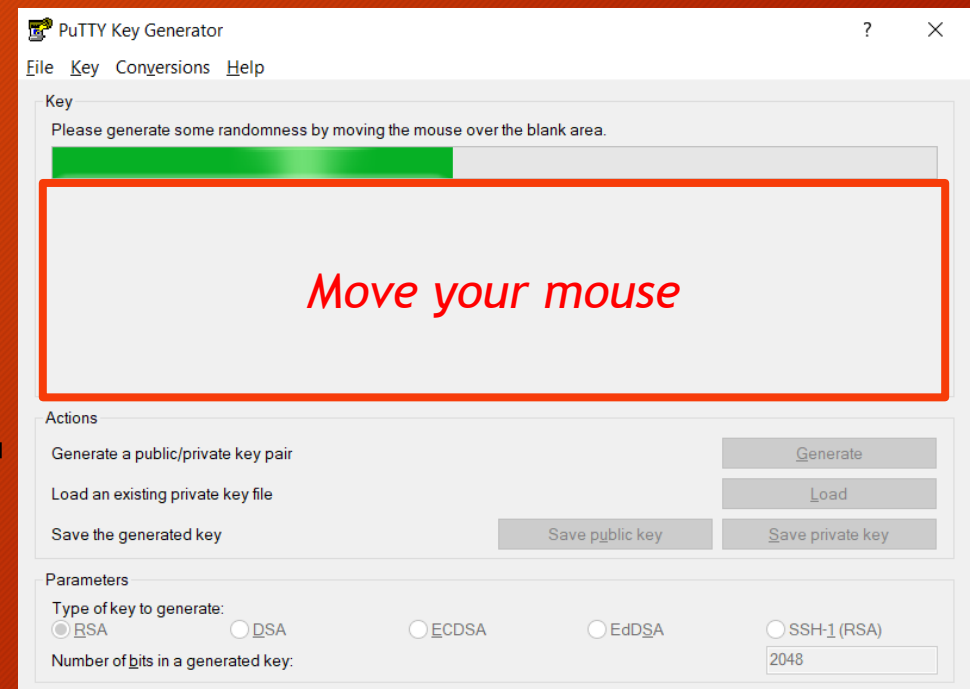 PuTTY Key Generator ?
File Key Conversions Help
Key
Please generate some randomness by moving the mouse over the blank area.
Move your mouse
Actions
Generate a public/private key pair Generate
Load an existing private key file Load
Save the generated key Save public key Save private key
Parameters
Type of key to generate:
RSA DSA ECDSA EdDSA SSH-1 (RSA)
Number of bits in a generated key: 2048